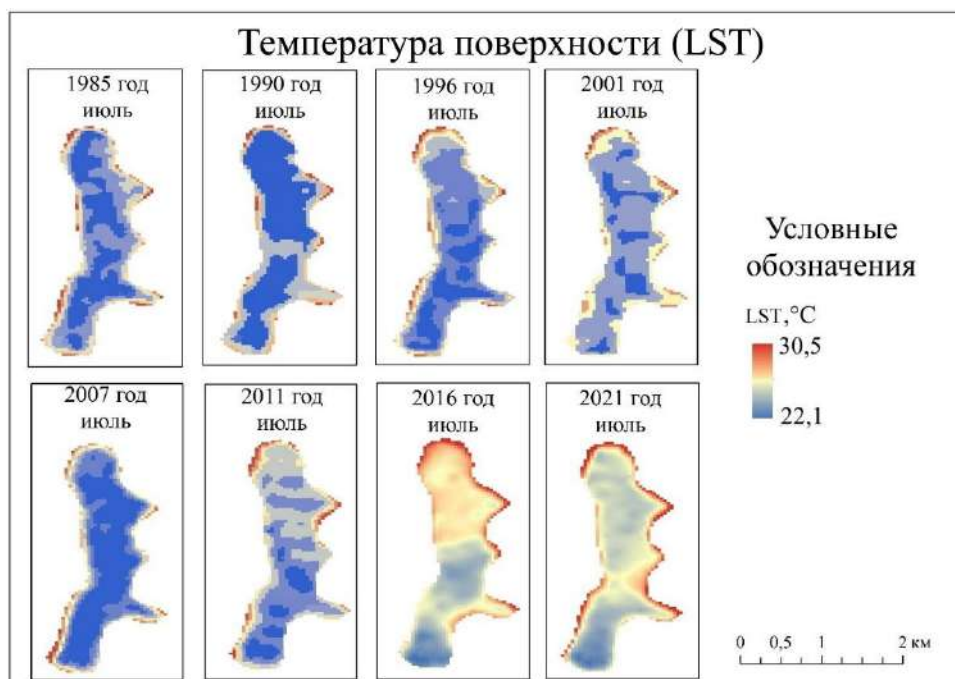 Температура поверхности (LST)
1985 год
июль
1990 год
июль
1996 год
июль
2001 год
июль
Условные
обозначения
LST,°C
30,5
22,1
2007 год
июль
2011 год
июль
2016 год
июль
2021 год
июль
0 0,5 1 2 км